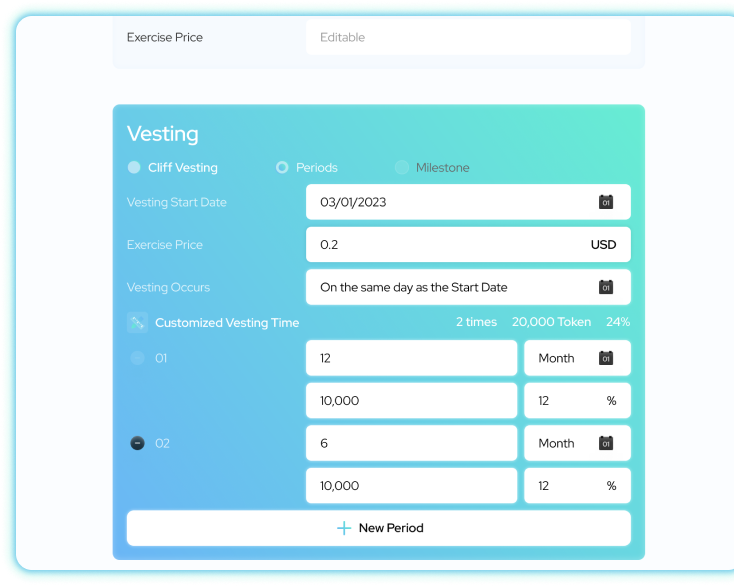 Exercise Price Editable
Vesting
Cliff Vesting Periods Milestone
Vesting Start Date 03/01/2023 01
Exercise Price 0.2 USD
Vesting Occurs On the same day as the Start Date 01
Customized Vesting Time 2 times 20,000 Token 24%
01 12 Month 01
10,000 12 %
02 6 Month 01
10,000 12 %
New Period